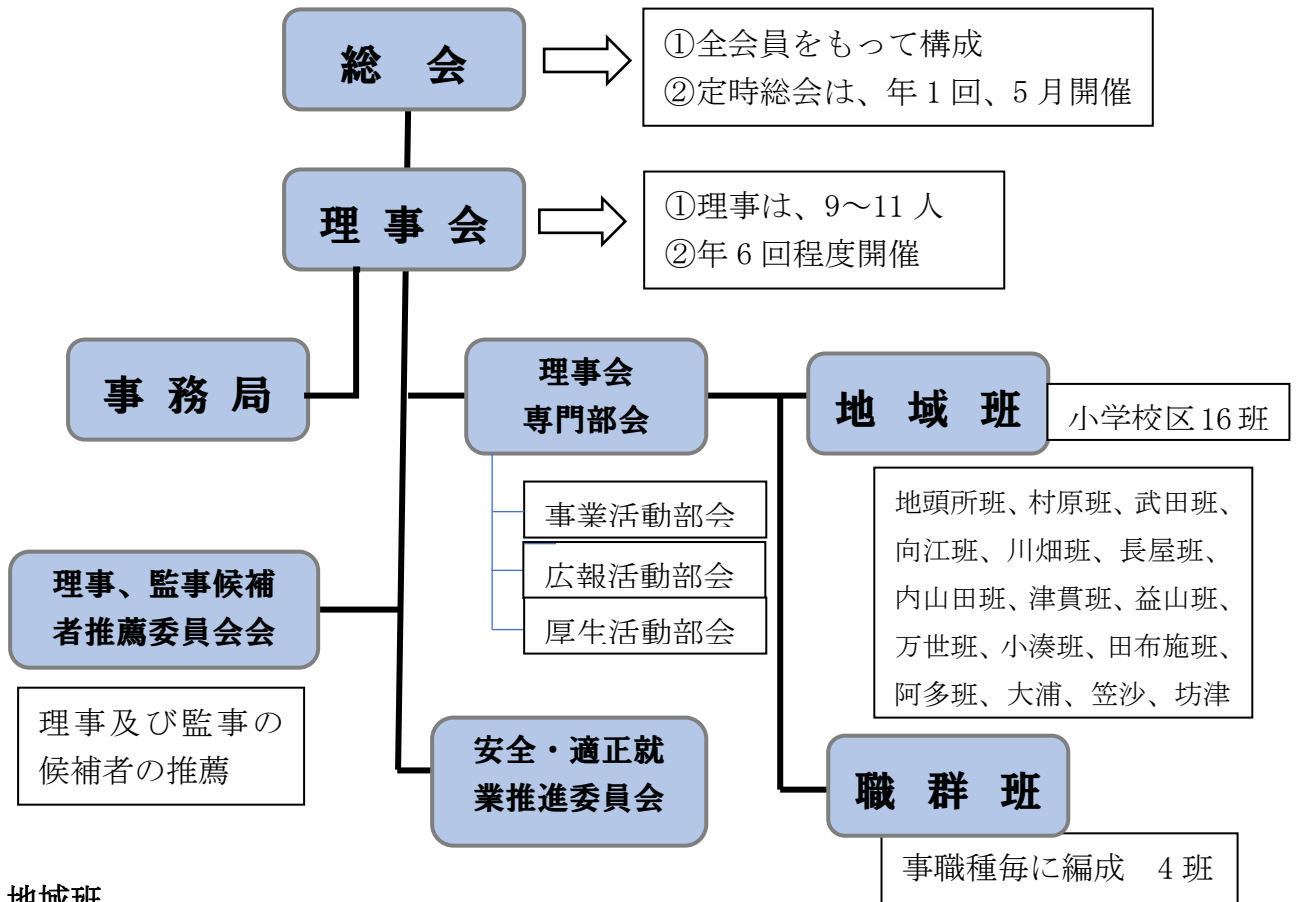 総　会
①全会員をもって構成
②定時総会は、年1回、5月開催
理 事 会
①理事は、9～11人
②年6回程度開催
事 務 局
理事会
専門部会
地 域 班
小学校区16班
事業活動部会
広報活動部会
厚生活動部会
地頭所班、村原班、武田班、
向江班、川畑班、長屋班、
内山田班、津貫班、益山班、
万世班、小湊班、田布施班、
阿多班、大浦、笠沙、坊津
理事、監事候補
者推薦委員会会
理事及び監事の
候補者の推薦
安全・適正就
業推進委員会
職 群 班
事職種毎に編成　4班
地域班